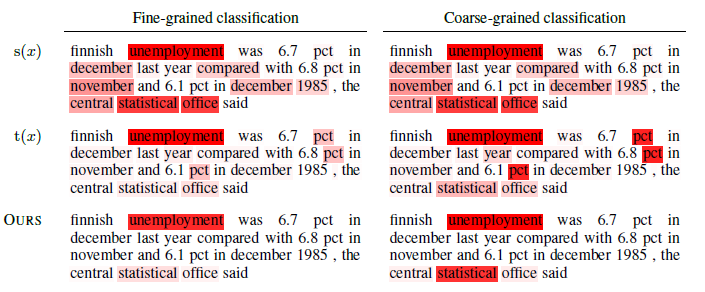 Fine-grained classification Coarse-grained classification
s(x) finnish unemployment was 6.7 pct in finnish unemployment was 6.7 pct in
december last year compared with 6.8 pct in december last year compared with 6.8 pct in
november and 6.1 pct in december 1985 , the november and 6.1 pct in december 1985 , the
central statistical office said central statistical office said
t(x) finnish unemployment was 6.7 pct in finnish unemployment was 6.7 pct in
december last year compared with 6.8 pct in december last year compared with 6.8 pct in
november and 6.1 pct in december 1985 , the november and 6.1 pct in december 1985 , the
central statistical office said central statistical office said
OURS finnish unemployment was 6.7 pct in finnish unemployment was 6.7 pct in
december last year compared with 6.8 pct in december last year compared with 6.8 pct in
november and 6.1 pct in december 1985 , the november and 6.1 pct in december 1985 , the
central statistical office said central statistical office said